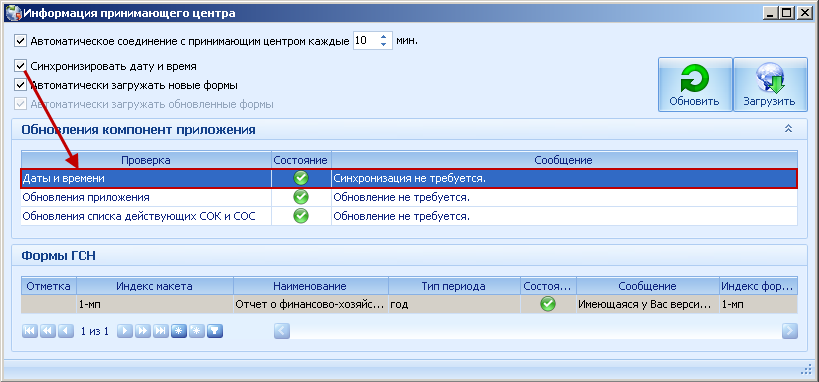 Информация принимающего центра
Автоматическое соединение с принимающим центром каждые 10 мин.
Синхронизировать дату и время
Автоматически загружать новые формы
Автоматически загружать обновленные формы
Обновить Загрузить
Обновления компонент приложения
Проверка Состояние Сообщение
Даты и времени Синхронизация не требуется.
Обновления приложения Обновление не требуется.
Обновления списка действующих СОК и СОС Обновление не требуется.
Формы ГСН
Отметка Индекс макета Наименование Тип периода Состоя... Сообщение Индекс фор...
1-мп Отчет о финансово-хозяйс... год Имеющаяся у Вас верси... 1-мп
1 из 1